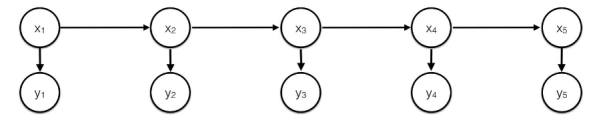 x₁ x₂ x₃ x₄ x₅
y₁ y₂ y₃ y₄ y₅